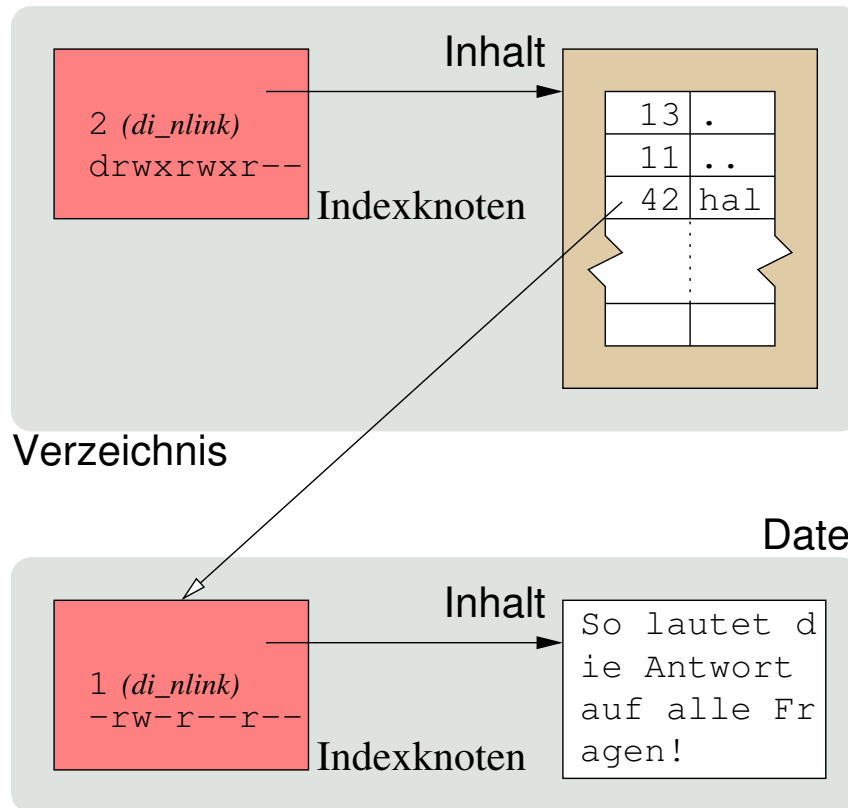 Inhalt
2 (di_nlink)
drwxrwxr--
Indexknoten
13 .
11 ..
42 hal
Verzeichnis
Date
Inhalt
1 (di_nlink)
-rw-r--r--
Indexknoten
So lautet d
ie Antwort
auf alle Fr
agen!